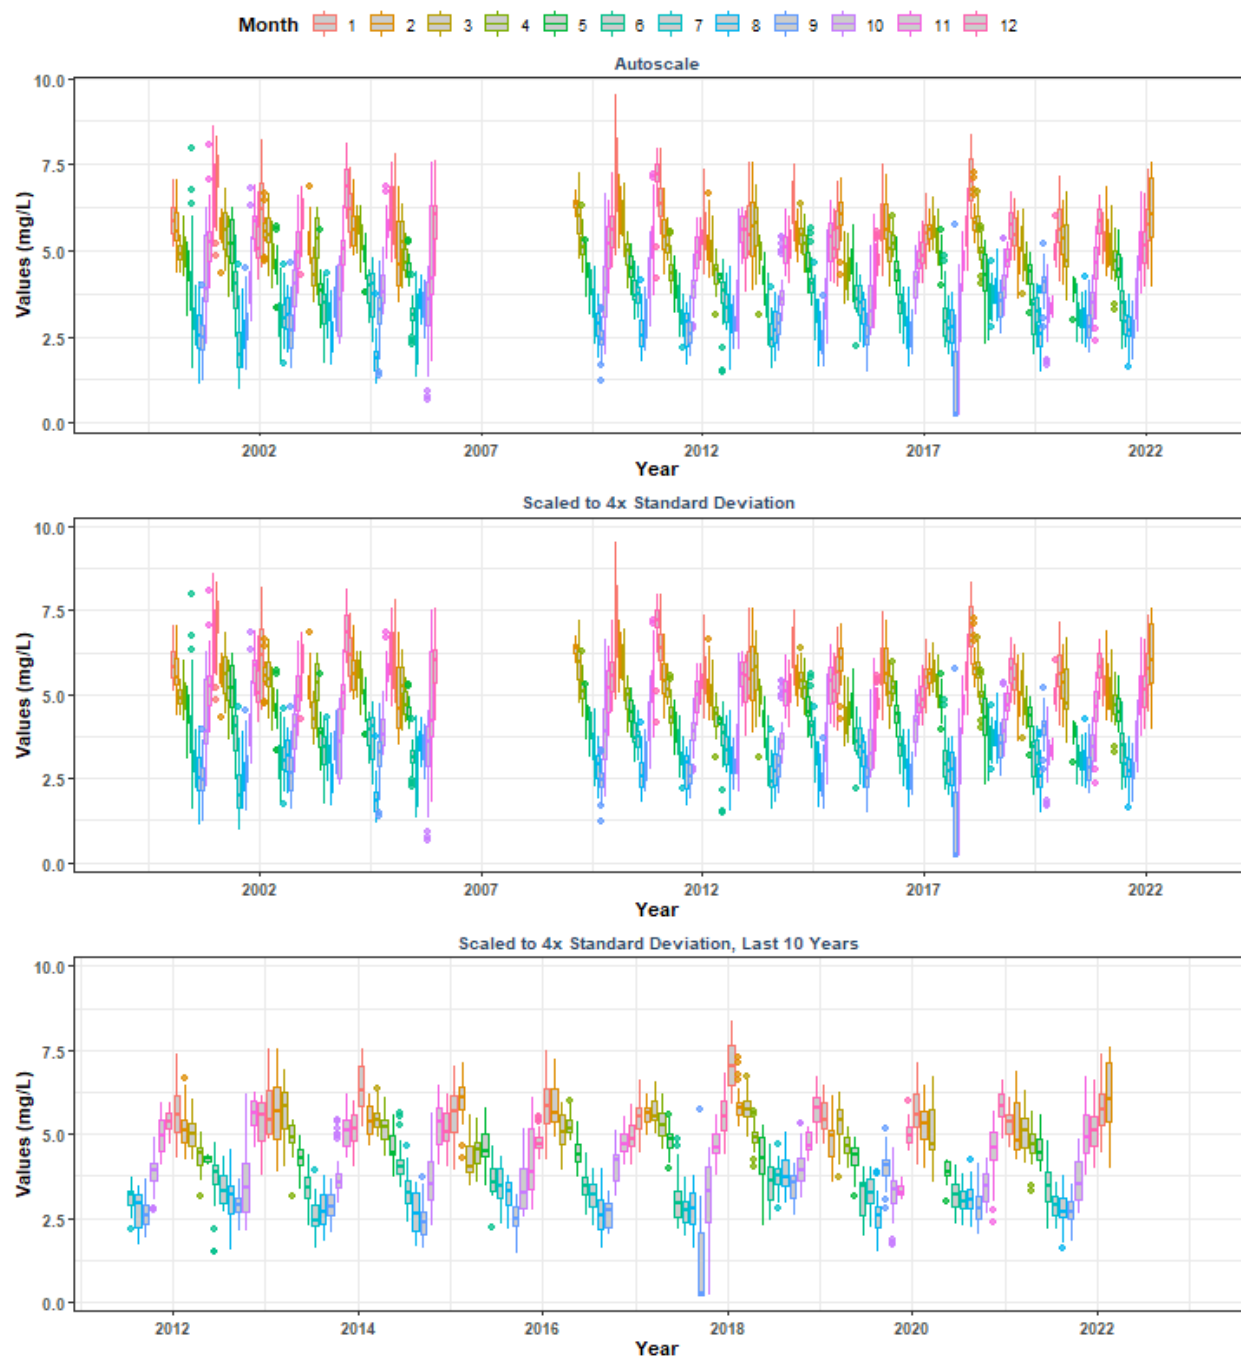 Month 1 2 3 4 5 6 7 8 9 10 11 12
Autoscale
Values (mg/L)
10.0
7.5
5.0
2.5
0.0
2002 2007 2012 2017 2022
Year
Scaled to 4x Standard Deviation
Values (mg/L)
10.0
7.5
5.0
2.5
0.0
2002 2007 2012 2017 2022
Year
Scaled to 4x Standard Deviation, Last 10 Years
Values (mg/L)
10.0
7.5
5.0
2.5
0.0
2012 2014 2016 2018 2020 2022
Year